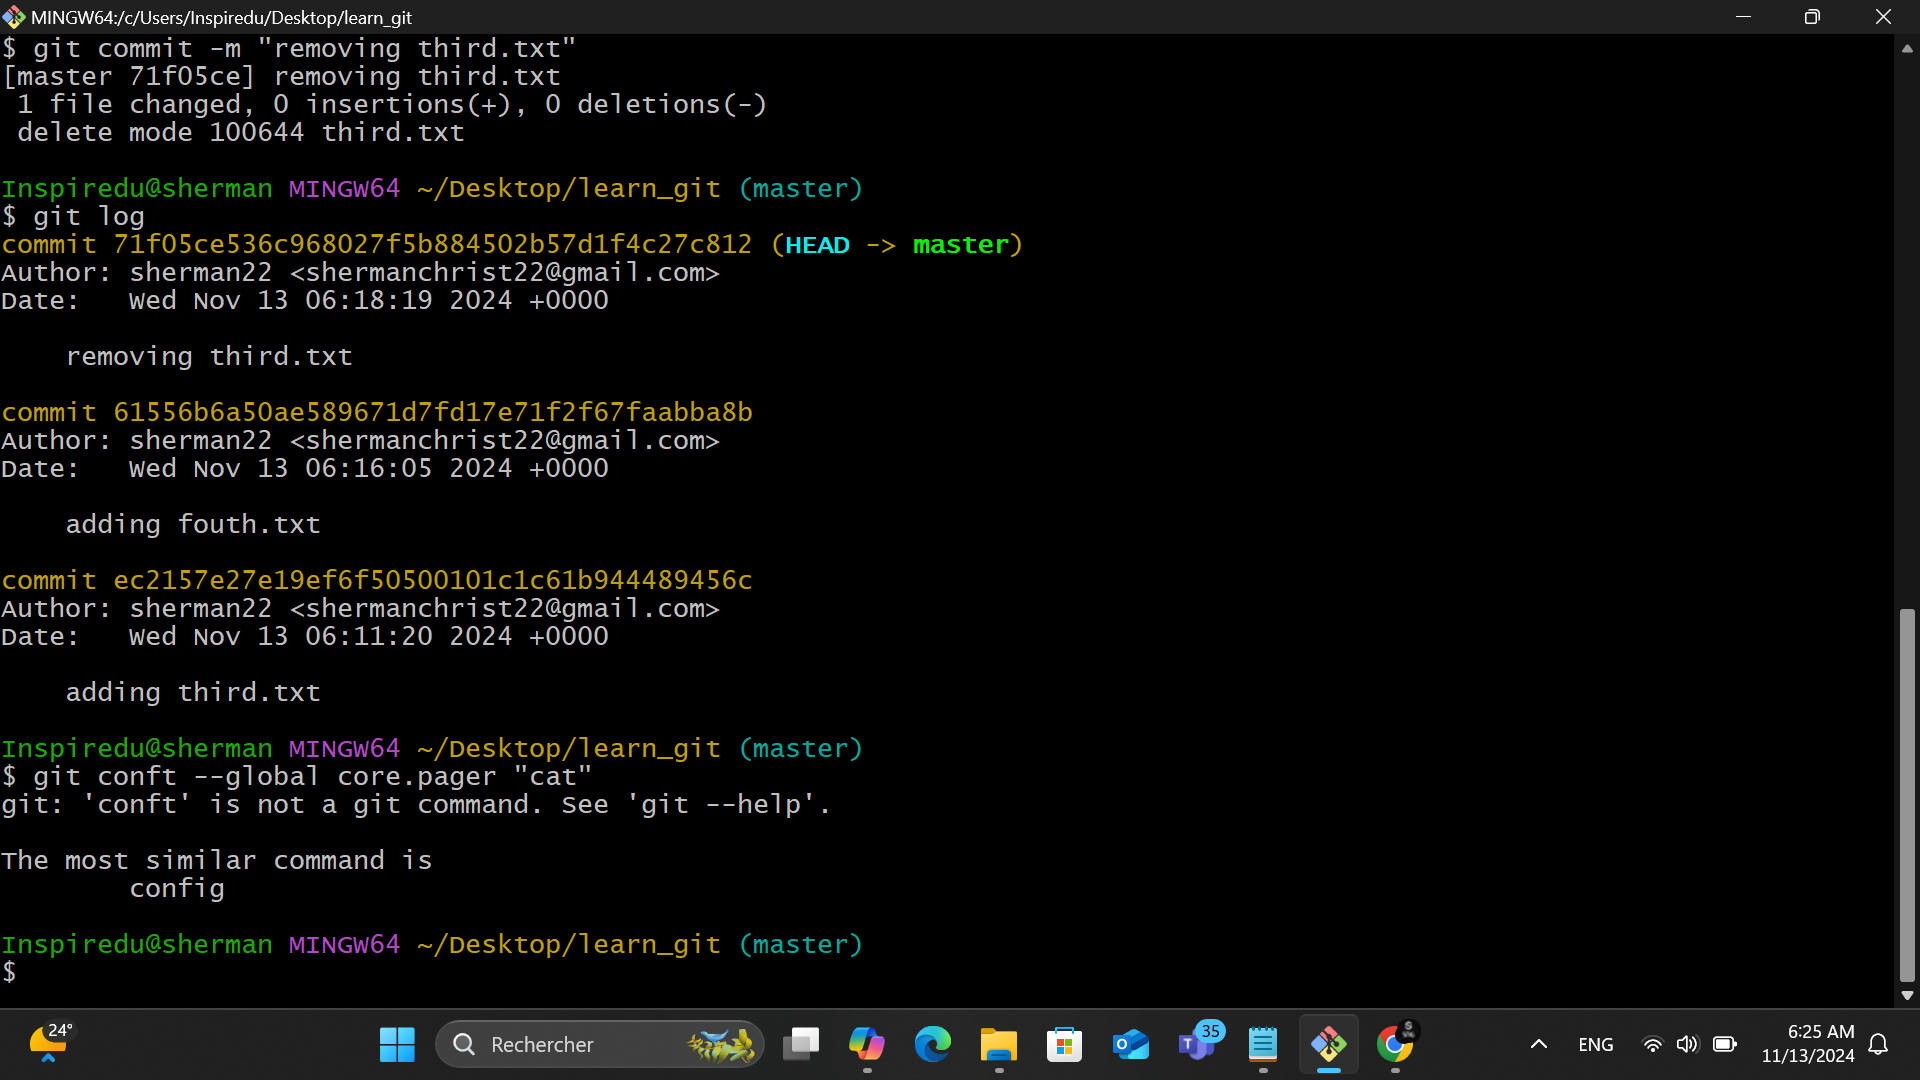 MINGW64:/c/Users/Inspiredu/Desktop/learn_git
$ git commit -m "removing third.txt"
[master 71f05ce] removing third.txt
 1 file changed, 0 insertions(+), 0 deletions(-)
 delete mode 100644 third.txt
Inspiredu@sherman MINGW64 ~/Desktop/learn_git (master)
$ git log
commit 71f05ce536c968027f5b884502b57d1f4c27c812 (HEAD -> master)
Author: sherman22 <shermanchrist22@gmail.com>
Date:   Wed Nov 13 06:18:19 2024 +0000
    removing third.txt
commit 61556b6a50ae589671d7fd17e71f2f67faabba8b
Author: sherman22 <shermanchrist22@gmail.com>
Date:   Wed Nov 13 06:16:05 2024 +0000
    adding fouth.txt
commit ec2157e27e19ef6f50500101c1c61b944489456c
Author: sherman22 <shermanchrist22@gmail.com>
Date:   Wed Nov 13 06:11:20 2024 +0000
    adding third.txt
Inspiredu@sherman MINGW64 ~/Desktop/learn_git (master)
$ git conft --global core.pager "cat"
git: 'conft' is not a git command. See 'git --help'.
The most similar command is
        config
Inspiredu@sherman MINGW64 ~/Desktop/learn_git (master)
$
24°
Rechercher
35
ENG
6:25 AM
11/13/2024